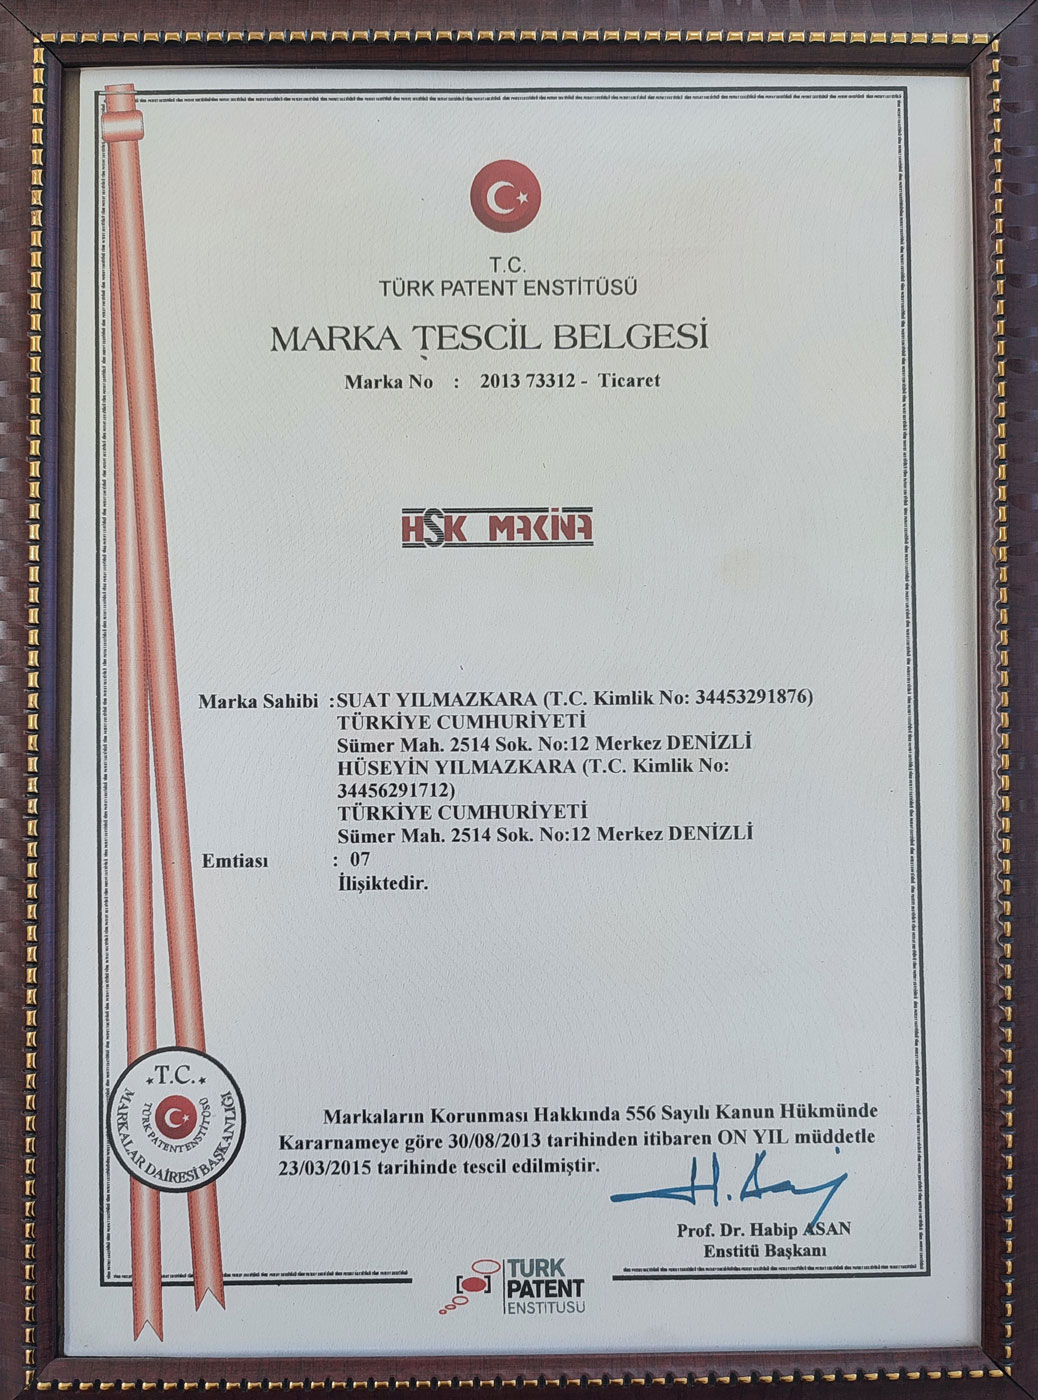 T.C.
TÜRK PATENT ENSTİTÜSÜ
MARKA TESCİL BELGESİ
Marka No : 2013 73312 - Ticaret
HSK MAKİNA
Marka Sahibi :SUAT YILMAZKARA (T.C. Kimlik No: 34453291876)
TÜRKİYE CUMHURİYETİ
Sümer Mah. 2514 Sok. No:12 Merkez DENİZLİ
HÜSEYİN YILMAZKARA (T.C. Kimlik No:
34456291712)
TÜRKİYE CUMHURİYETİ
Sümer Mah. 2514 Sok. No:12 Merkez DENİZLİ
Emtiası : 07
İlişiktedir.
T.C.
TÜRK PATENT ENSTİTÜSÜ
MARKALAR DAİRESİ BAŞKANLIĞI
Markaların Korunması Hakkında 556 Sayılı Kanun Hükmünde
Kararnameye göre 30/08/2013 tarihinden itibaren ON YIL müddetle
23/03/2015 tarihinde tescil edilmiştir.
Prof. Dr. Habip ASAN
Enstitü Başkanı
TÜRK
PATENT
ENSTİTÜSÜ